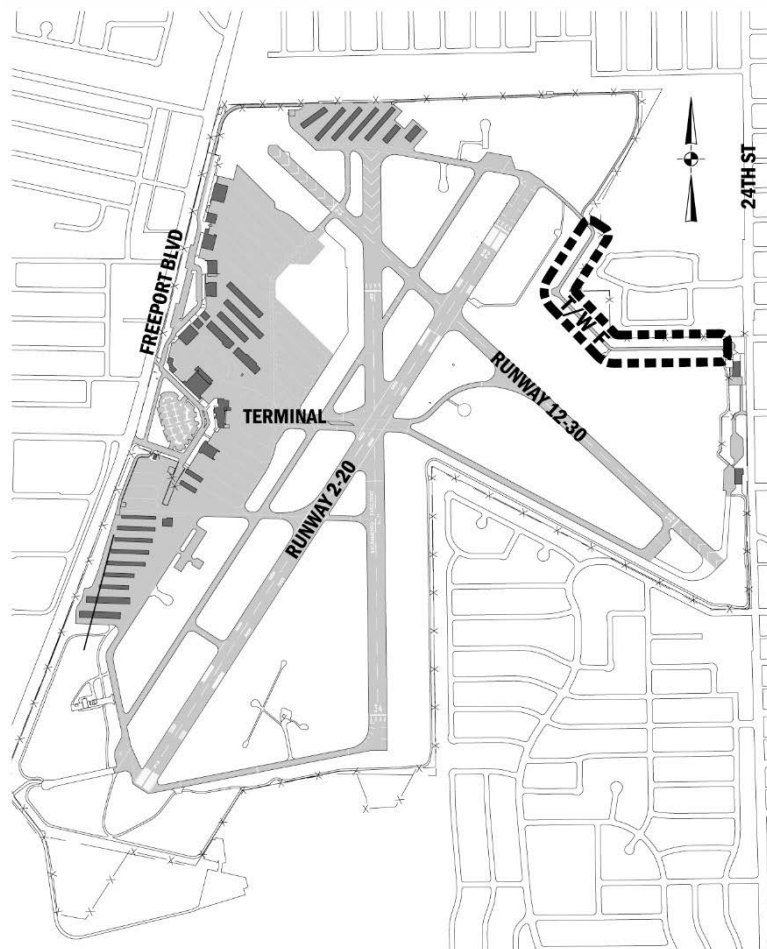 24TH ST
FREEPORT BLVD
T/W F
RUNWAY 12-30
TERMINAL
RUNWAY 2-20